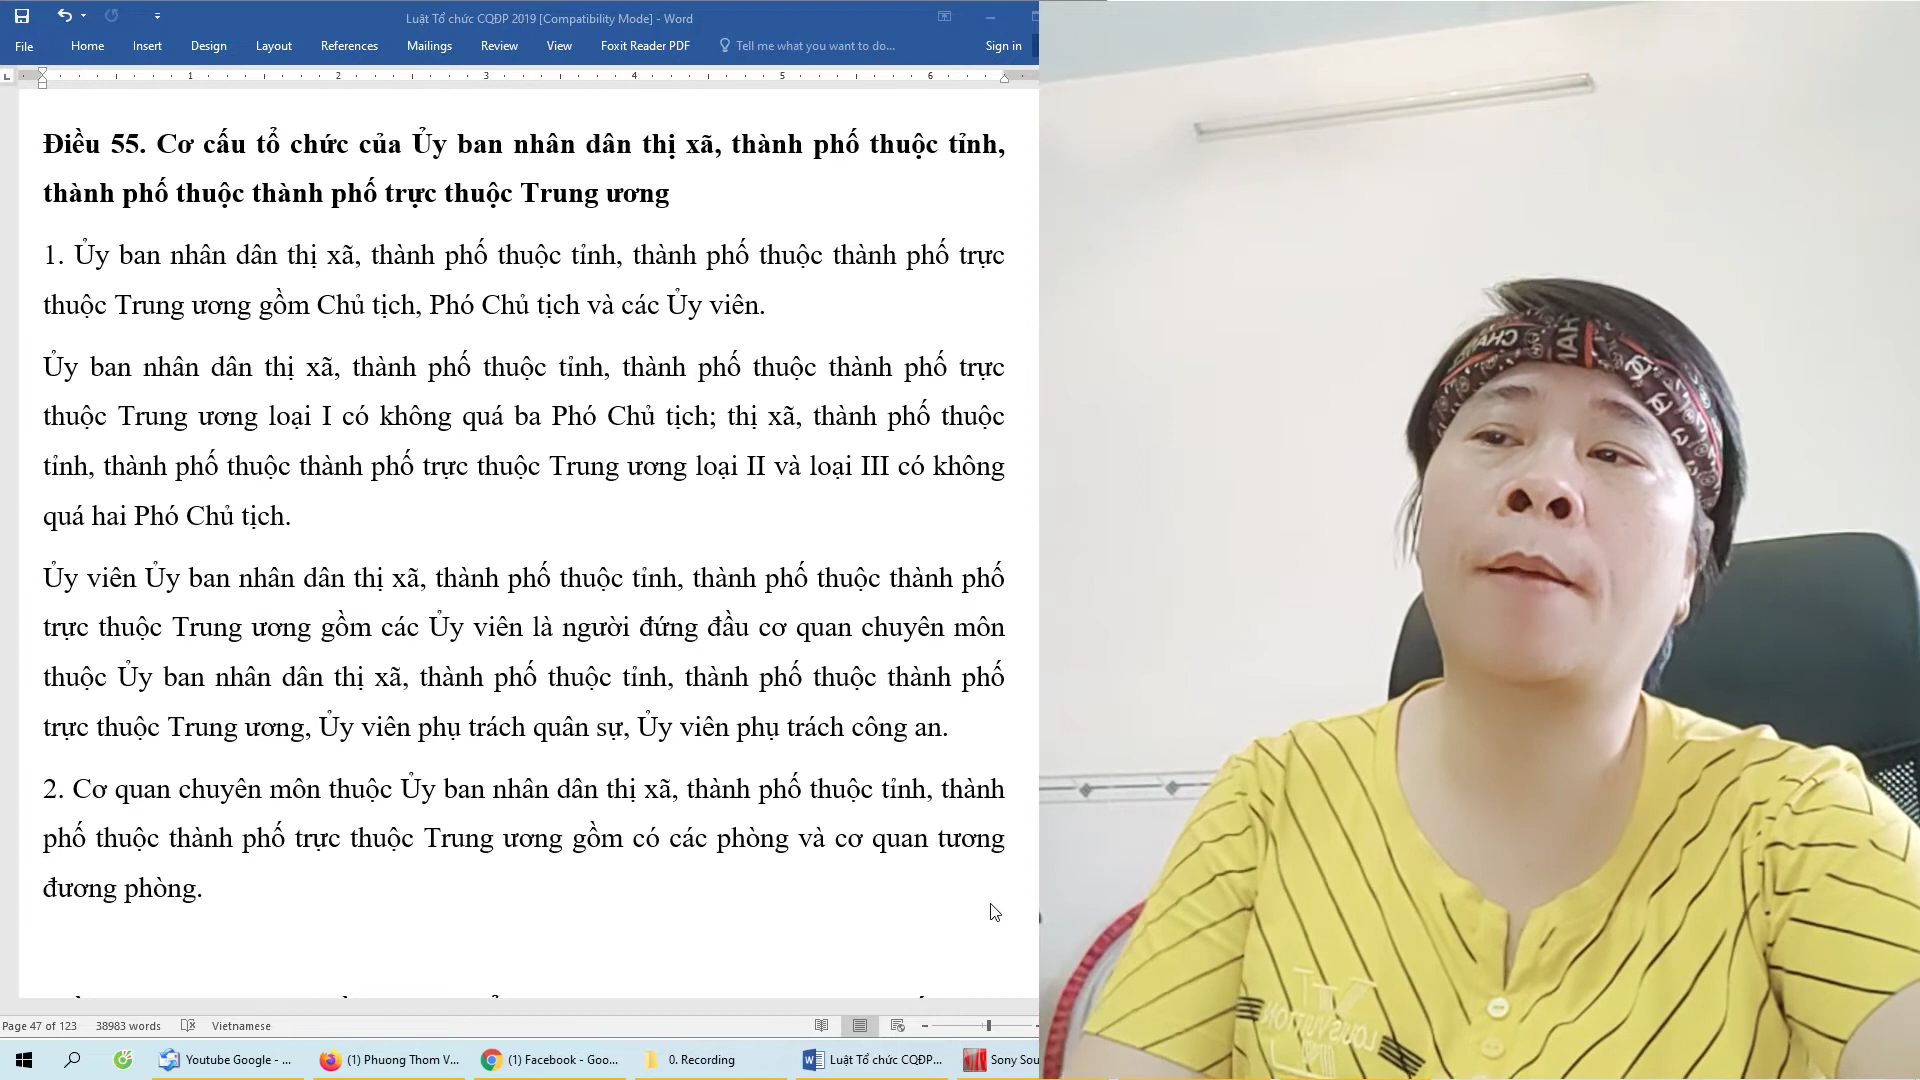 Luật Tổ chức CQĐP 2019 [Compatibility Mode] - Word
File Home Insert Design Layout References Mailings Review View Foxit Reader PDF Tell me what you want to do... Sign in
1 2 3 4 5 6
Điều 55. Cơ cấu tổ chức của Ủy ban nhân dân thị xã, thành phố thuộc tỉnh,
thành phố thuộc thành phố trực thuộc Trung ương
1. Ủy ban nhân dân thị xã, thành phố thuộc tỉnh, thành phố thuộc thành phố trực
thuộc Trung ương gồm Chủ tịch, Phó Chủ tịch và các Ủy viên.
Ủy ban nhân dân thị xã, thành phố thuộc tỉnh, thành phố thuộc thành phố trực
thuộc Trung ương loại I có không quá ba Phó Chủ tịch; thị xã, thành phố thuộc
tỉnh, thành phố thuộc thành phố trực thuộc Trung ương loại II và loại III có không
quá hai Phó Chủ tịch.
Ủy viên Ủy ban nhân dân thị xã, thành phố thuộc tỉnh, thành phố thuộc thành phố
trực thuộc Trung ương gồm các Ủy viên là người đứng đầu cơ quan chuyên môn
thuộc Ủy ban nhân dân thị xã, thành phố thuộc tỉnh, thành phố thuộc thành phố
trực thuộc Trung ương, Ủy viên phụ trách quân sự, Ủy viên phụ trách công an.
2. Cơ quan chuyên môn thuộc Ủy ban nhân dân thị xã, thành phố thuộc tỉnh, thành
phố thuộc thành phố trực thuộc Trung ương gồm có các phòng và cơ quan tương
đương phòng.
Page 47 of 123 38983 words Vietnamese
Youtube Google - ... (1) Phuong Thom V... (1) Facebook - Goo... 0. Recording Luật Tổ chức CQĐP... Sony Sou
CHANEL
LOUIS VUITTON